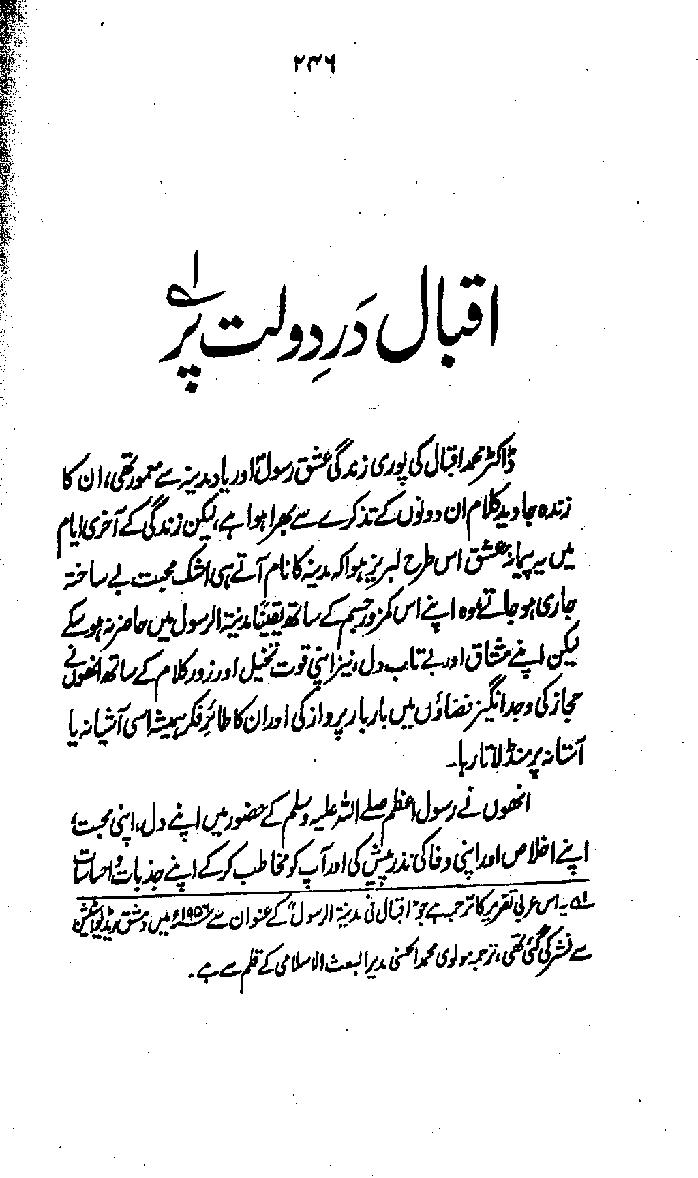 ۲۳۶
اقبال دَرِ دولت پر ؎۱
ڈاکٹر محمد اقبال کی پوری زندگی عشق رسولؐ اور یاد مدینہ سے معمور تھی، ان کا
زندہ جاوید کلام ان دونوں کے تذکرے سے بھرا ہوا ہے، لیکن زندگی کے آخری ایام
میں یہ پیمانۂ عشق اس طرح لبریز ہوا کہ مدینہ کا نام آتے ہی اشک محبت بے ساختہ
جاری ہو جاتے، وہ اپنے اس کمزور جسم کے ساتھ یقیناً مدینۃ الرسول میں حاضر نہ ہو سکے
لیکن اپنے مشتاق اور بے تاب دل، نیز اپنی قوت تخیل اور زور کلام کے ساتھ انھوں نے
حجاز کی وجد انگیز فضاؤں میں بار بار پرواز کی اور ان کا طائر فکر ہمیشہ اسی آشیانہ یا
آستانہ پر منڈلاتا رہا۔
انھوں نے رسول اعظم صلے اللہ علیہ وسلم کے حضور میں اپنے دل، اپنی محبت،
اپنے اخلاص اور اپنی وفا کی نذر پیش کی اور آپ کو مخاطب کر کے اپنے جذبات و احساسات
؎۱ یہ اس عربی تقریر کا ترجمہ ہے جو "اقبال فی مدینۃ الرسول" کے عنوان سے ۱۹۵۶ء میں دمشق ریڈیو اسٹیشن
سے نشر کی گئی تھی، ترجمہ مولوی محمد الحسنی مدیر البعث الاسلامی کے قلم سے ہے۔